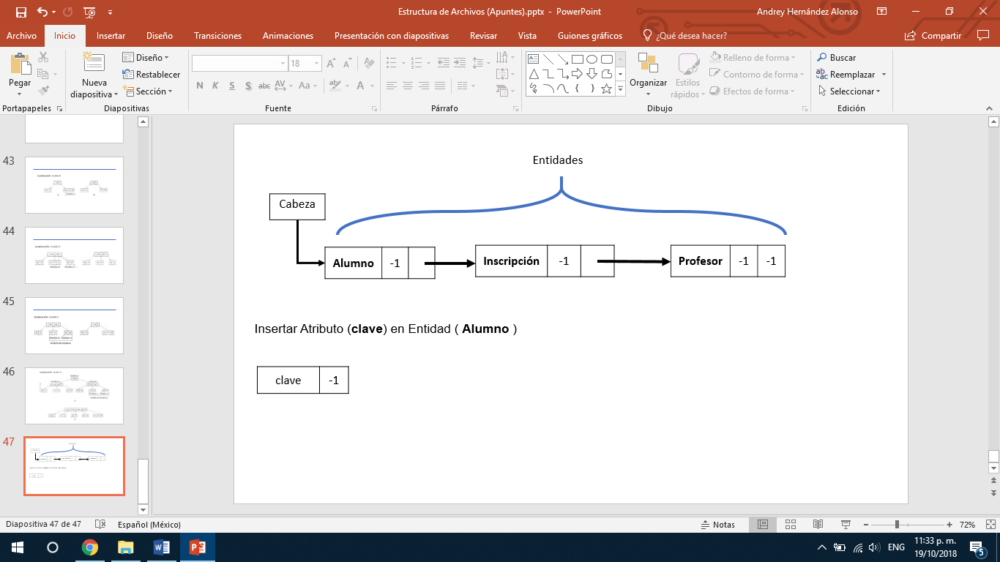 Estructura de Archivos (Apuntes).pptx - PowerPoint
Andrey Hernández Alonso
Archivo Inicio Insertar Diseño Transiciones Animaciones Presentación con diapositivas Revisar Vista Guiones gráficos ¿Qué desea hacer? Compartir
Pegar
Nueva diapositiva
Diseño
Restablecer
Sección
18
N K S S abc AV Aa A
Organizar
Estilos rápidos
Relleno de forma
Contorno de forma
Efectos de forma
Buscar
Reemplazar
Seleccionar
Portapapeles Diapositivas Fuente Párrafo Dibujo Edición
43
44
45
46
47
Entidades
Cabeza
Alumno -1
Inscripción -1
Profesor -1 -1
Insertar Atributo (clave) en Entidad ( Alumno )
clave -1
Diapositiva 47 de 47 Español (México) Notas 72%
ENG
11:33 p. m.
19/10/2018
5